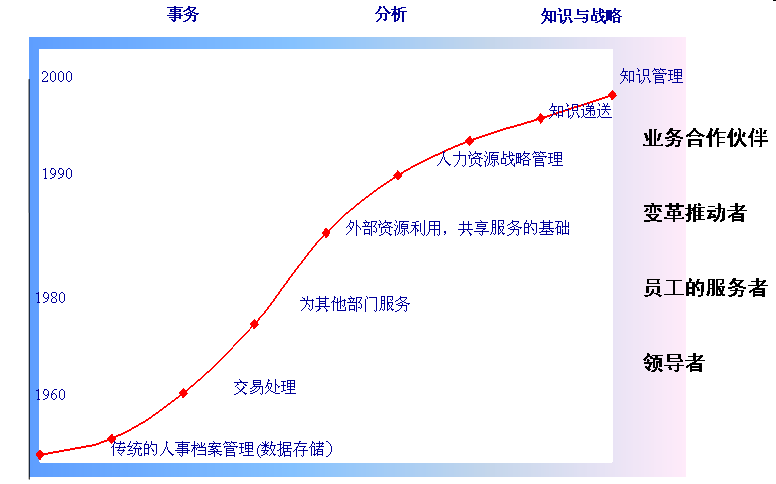 事务 分析 知识与战略
2000
知识管理
知识递送
业务合作伙伴
人力资源战略管理
1990
变革推动者
外部资源利用，共享服务的基础
员工的服务者
1980
为其他部门服务
领导者
交易处理
1960
传统的人事档案管理(数据存储)